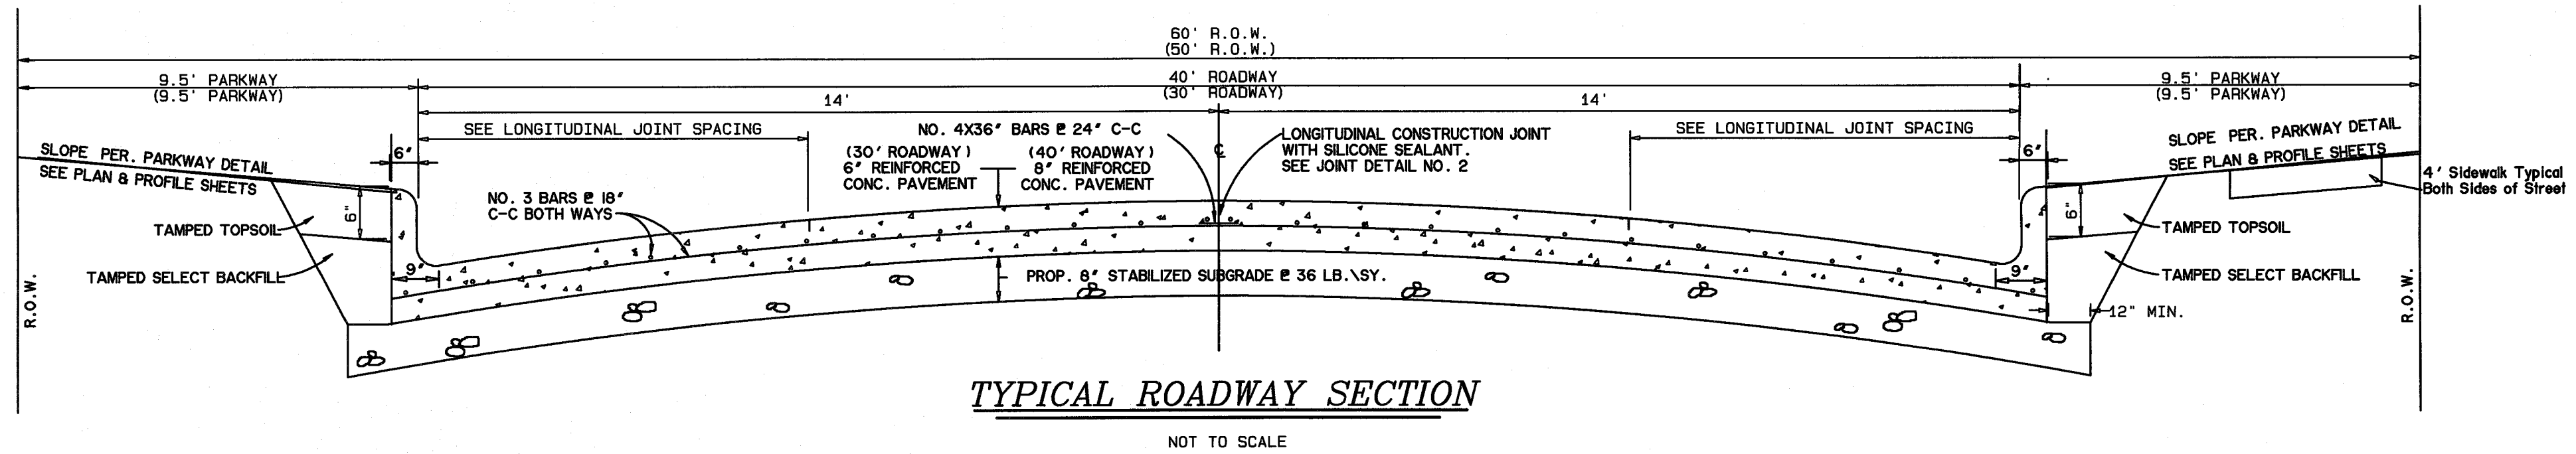 60' R.O.W.
(50' R.O.W.)
9.5' PARKWAY
(9.5' PARKWAY)
40' ROADWAY
(30' ROADWAY)
9.5' PARKWAY
(9.5' PARKWAY)
14'
14'
SEE LONGITUDINAL JOINT SPACING
NO. 4X36" BARS @ 24" C-C
LONGITUDINAL CONSTRUCTION JOINT
WITH SILICONE SEALANT.
SEE JOINT DETAIL NO. 2
SEE LONGITUDINAL JOINT SPACING
SLOPE PER. PARKWAY DETAIL
SEE PLAN & PROFILE SHEETS
6"
(30' ROADWAY)
6" REINFORCED
CONC. PAVEMENT
(40' ROADWAY)
8" REINFORCED
CONC. PAVEMENT
℄
6"
SLOPE PER. PARKWAY DETAIL
SEE PLAN & PROFILE SHEETS
4' Sidewalk Typical
Both Sides of Street
NO. 3 BARS @ 18"
C-C BOTH WAYS
6"
6"
TAMPED TOPSOIL
TAMPED TOPSOIL
TAMPED SELECT BACKFILL
9"
PROP. 8" STABILIZED SUBGRADE @ 36 LB.\SY.
9"
TAMPED SELECT BACKFILL
R.O.W.
R.O.W.
12" MIN.
TYPICAL ROADWAY SECTION
NOT TO SCALE